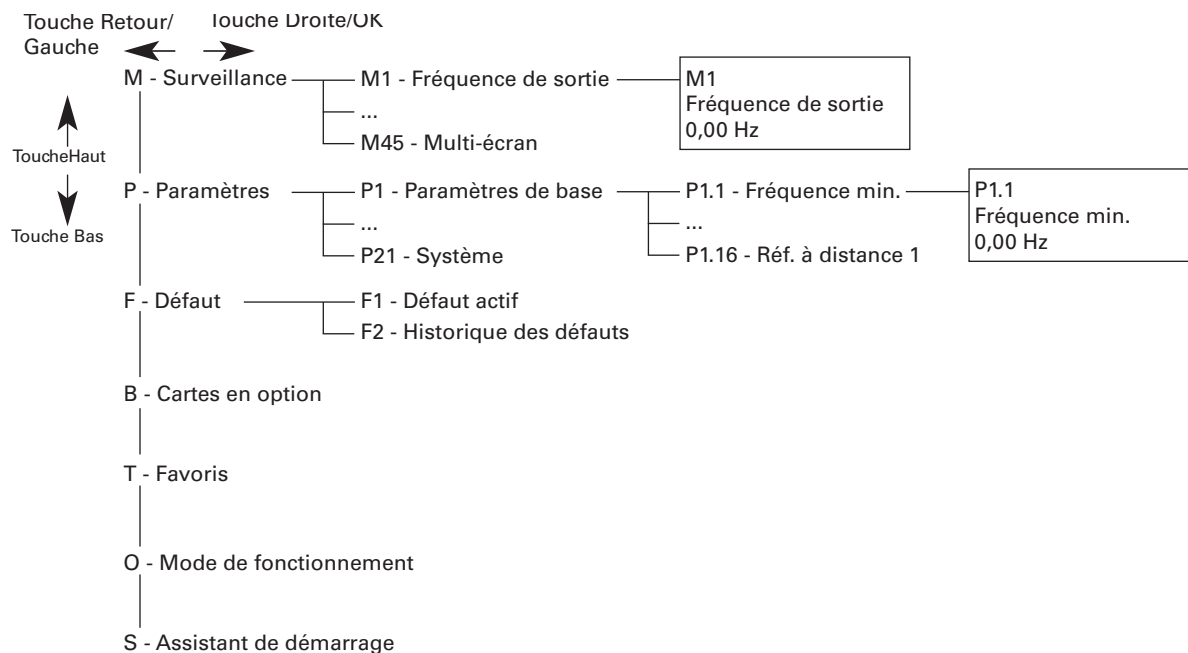 Touche Retour/
Gauche
Touche Droite/OK
M - Surveillance
M1 - Fréquence de sortie
M1
Fréquence de sortie
0,00 Hz
...
M45 - Multi-écran
ToucheHaut
Touche Bas
P - Paramètres
P1 - Paramètres de base
P1.1 - Fréquence min.
P1.1
Fréquence min.
0,00 Hz
...
...
P21 - Système
P1.16 - Réf. à distance 1
F - Défaut
F1 - Défaut actif
F2 - Historique des défauts
B - Cartes en option
T - Favoris
O - Mode de fonctionnement
S - Assistant de démarrage